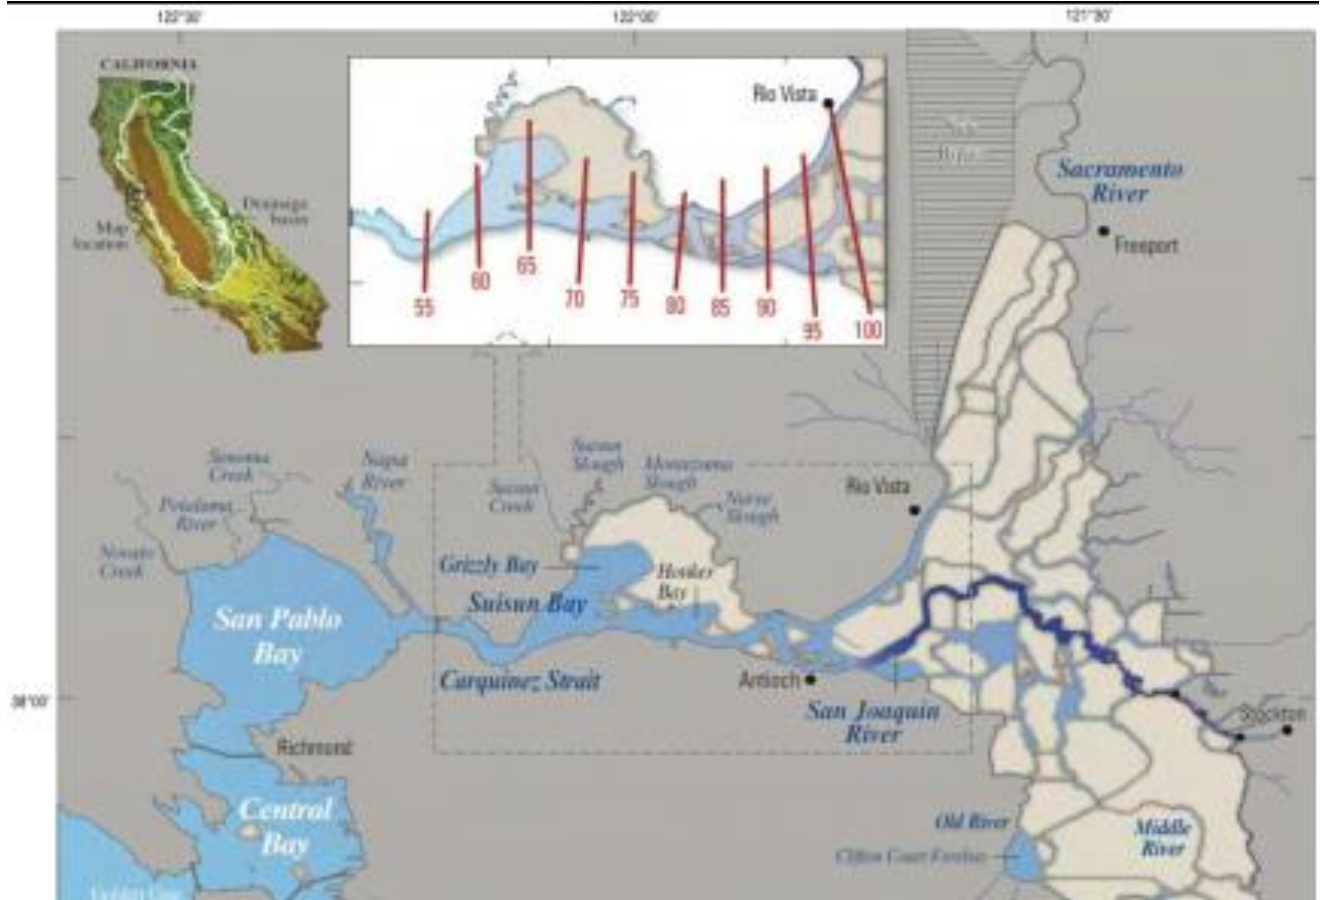 122°30'
122°00'
121°30'
CALIFORNIA
Drainage
basin
Map
location
Rio Vista
55
60
65
70
75
80
85
90
95
100
Sacramento
River
Freeport
Sonoma
Creek
Napa
River
Petaluma
River
Novato
Creek
Suisun
Creek
Suisun
Slough
Montezuma
Slough
Nurse
Slough
Rio Vista
Grizzly Bay
Honker
Bay
Suisun Bay
San Pablo
Bay
Carquinez Strait
Antioch
San Joaquin
River
38°00'
Stockton
Richmond
Central
Bay
Old River
Middle
River
Clifton Court Forebay
Golden Gate